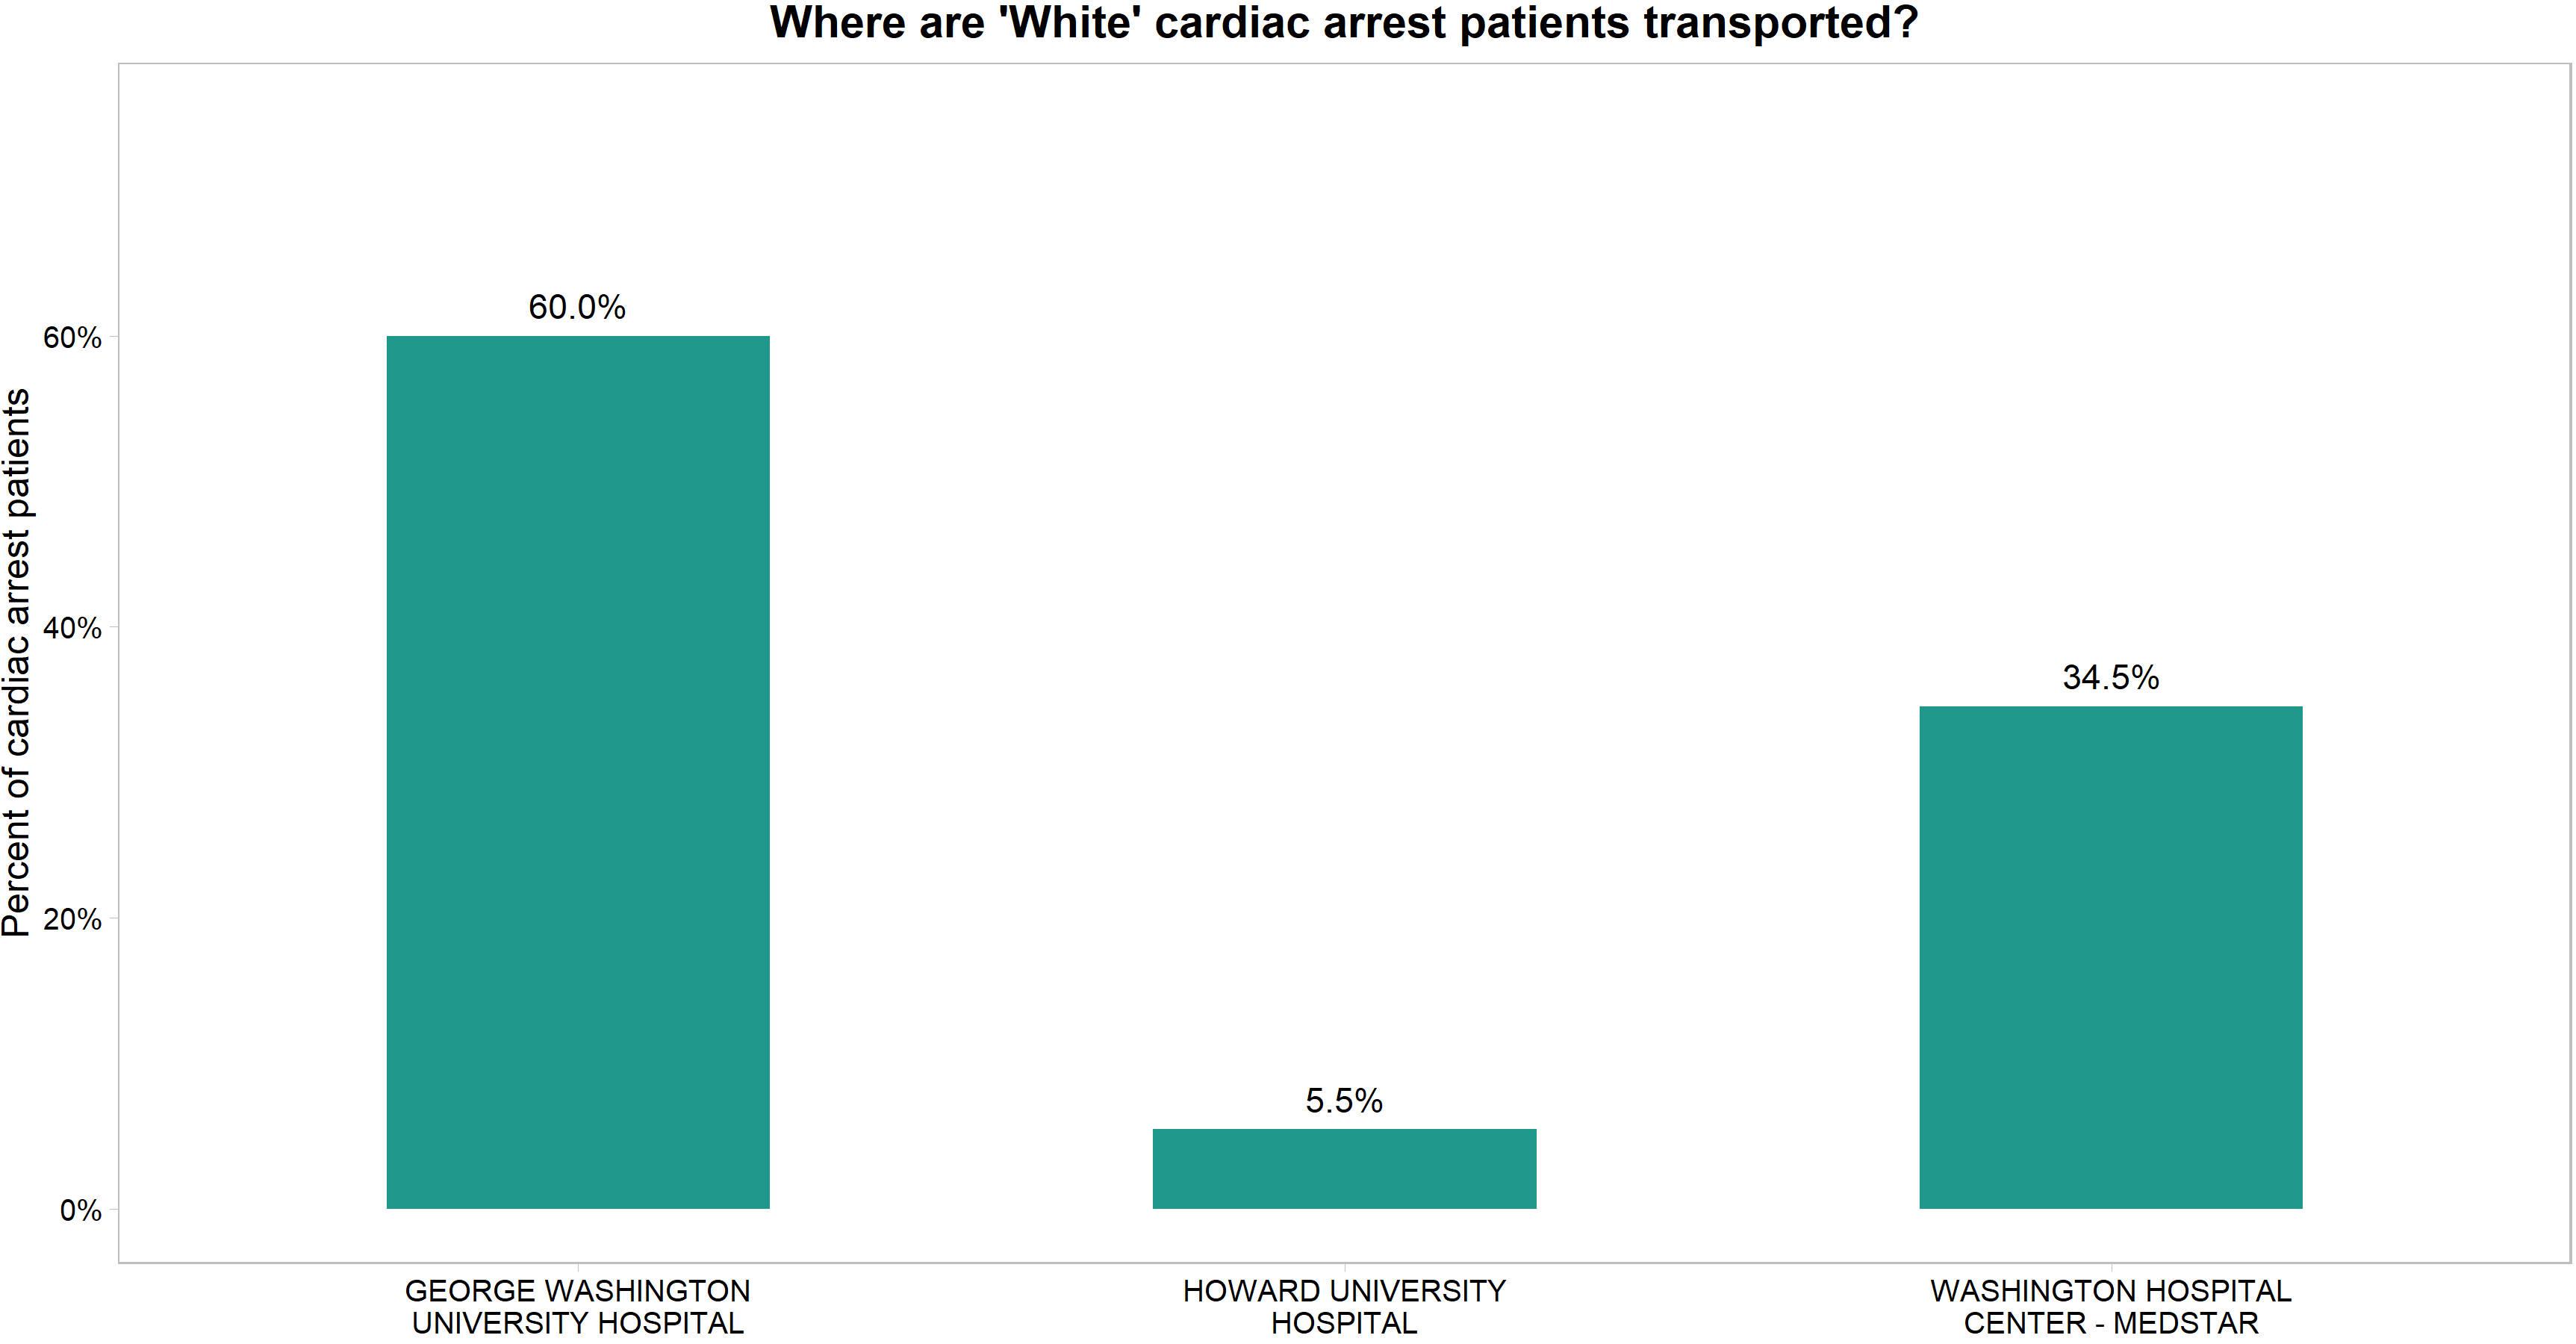 Where are 'White' cardiac arrest patients transported?
Percent of cardiac arrest patients
60%
40%
20%
0%
60.0%
5.5%
34.5%
GEORGE WASHINGTON
UNIVERSITY HOSPITAL
HOWARD UNIVERSITY
HOSPITAL
WASHINGTON HOSPITAL
CENTER - MEDSTAR